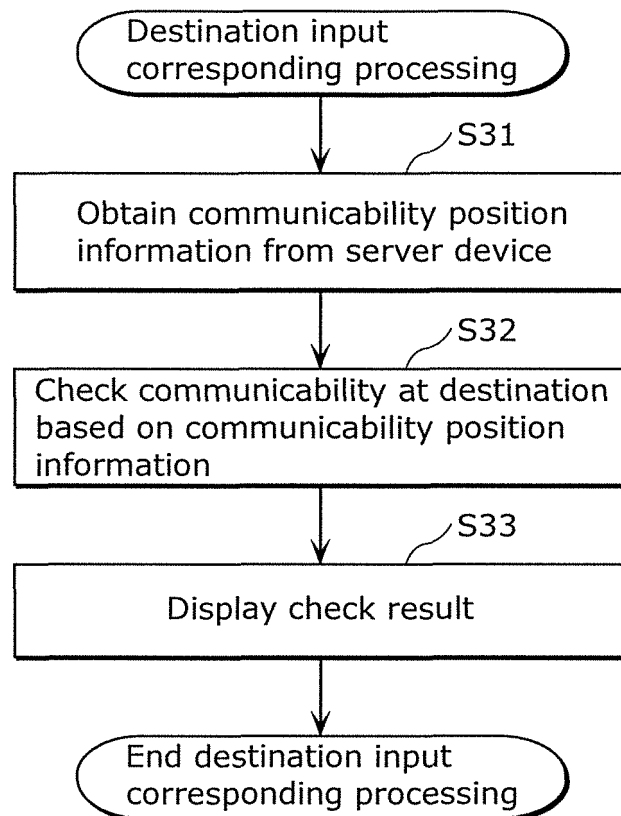 Destination input
corresponding processing
S31
Obtain communicability position
information from server device
S32
Check communicability at destination
based on communicability position
information
S33
Display check result
End destination input
corresponding processing